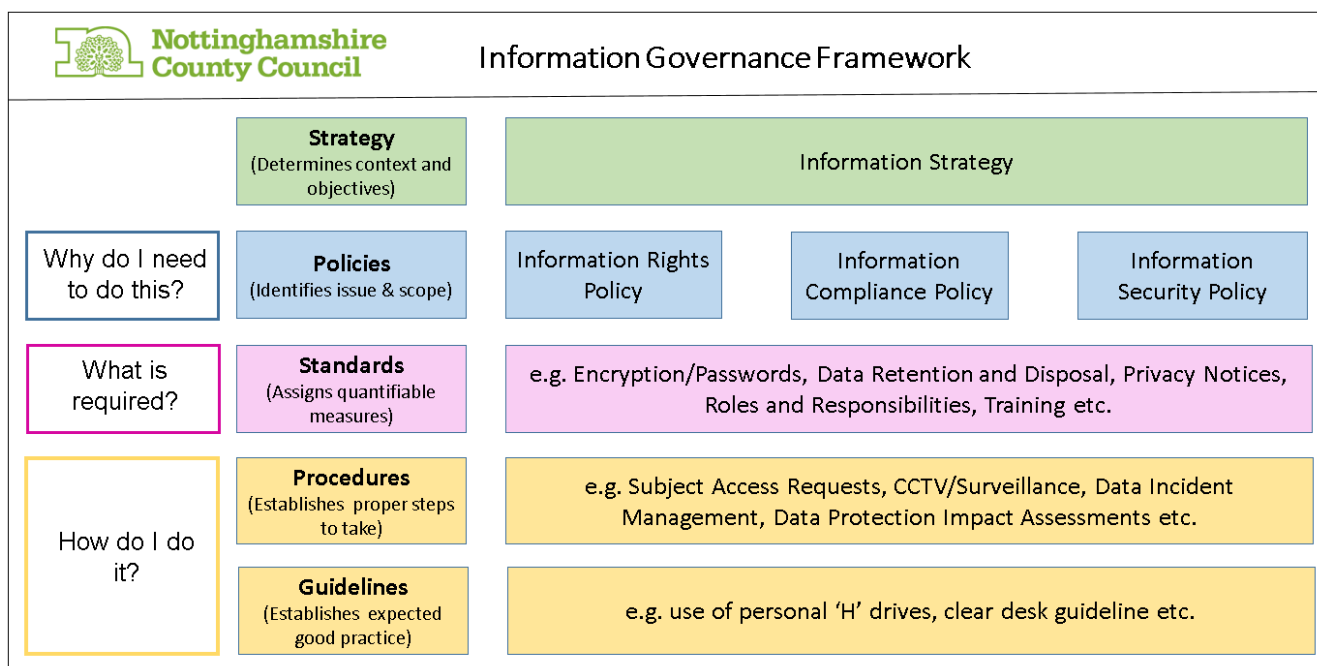 Nottinghamshire
County Council
Information Governance Framework
Strategy
(Determines context and
objectives)
Information Strategy
Why do I need
to do this?
Policies
(Identifies issue & scope)
Information Rights
Policy
Information
Compliance Policy
Information
Security Policy
What is
required?
Standards
(Assigns quantifiable
measures)
e.g. Encryption/Passwords, Data Retention and Disposal, Privacy Notices,
Roles and Responsibilities, Training etc.
How do I do
it?
Procedures
(Establishes proper steps
to take)
e.g. Subject Access Requests, CCTV/Surveillance, Data Incident
Management, Data Protection Impact Assessments etc.
Guidelines
(Establishes expected
good practice)
e.g. use of personal ‘H’ drives, clear desk guideline etc.